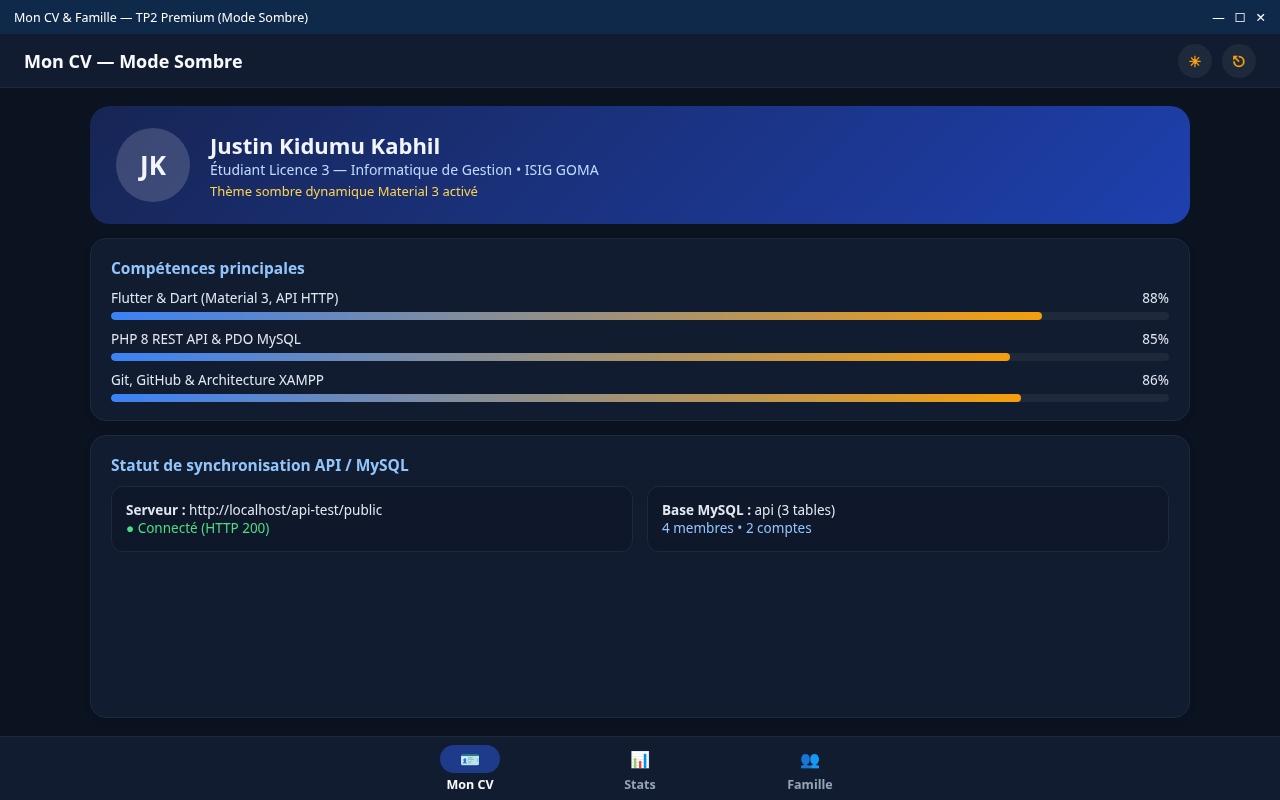 Mon CV & Famille — TP2 Premium (Mode Sombre)
Mon CV — Mode Sombre
JK
Justin Kidumu Kabhil
Étudiant Licence 3 — Informatique de Gestion • ISIG GOMA
Thème sombre dynamique Material 3 activé
Compétences principales
Flutter & Dart (Material 3, API HTTP) 88%
PHP 8 REST API & PDO MySQL 85%
Git, GitHub & Architecture XAMPP 86%
Statut de synchronisation API / MySQL
Serveur : http://localhost/api-test/public
● Connecté (HTTP 200)
Base MySQL : api (3 tables)
4 membres • 2 comptes
Mon CV
Stats
Famille